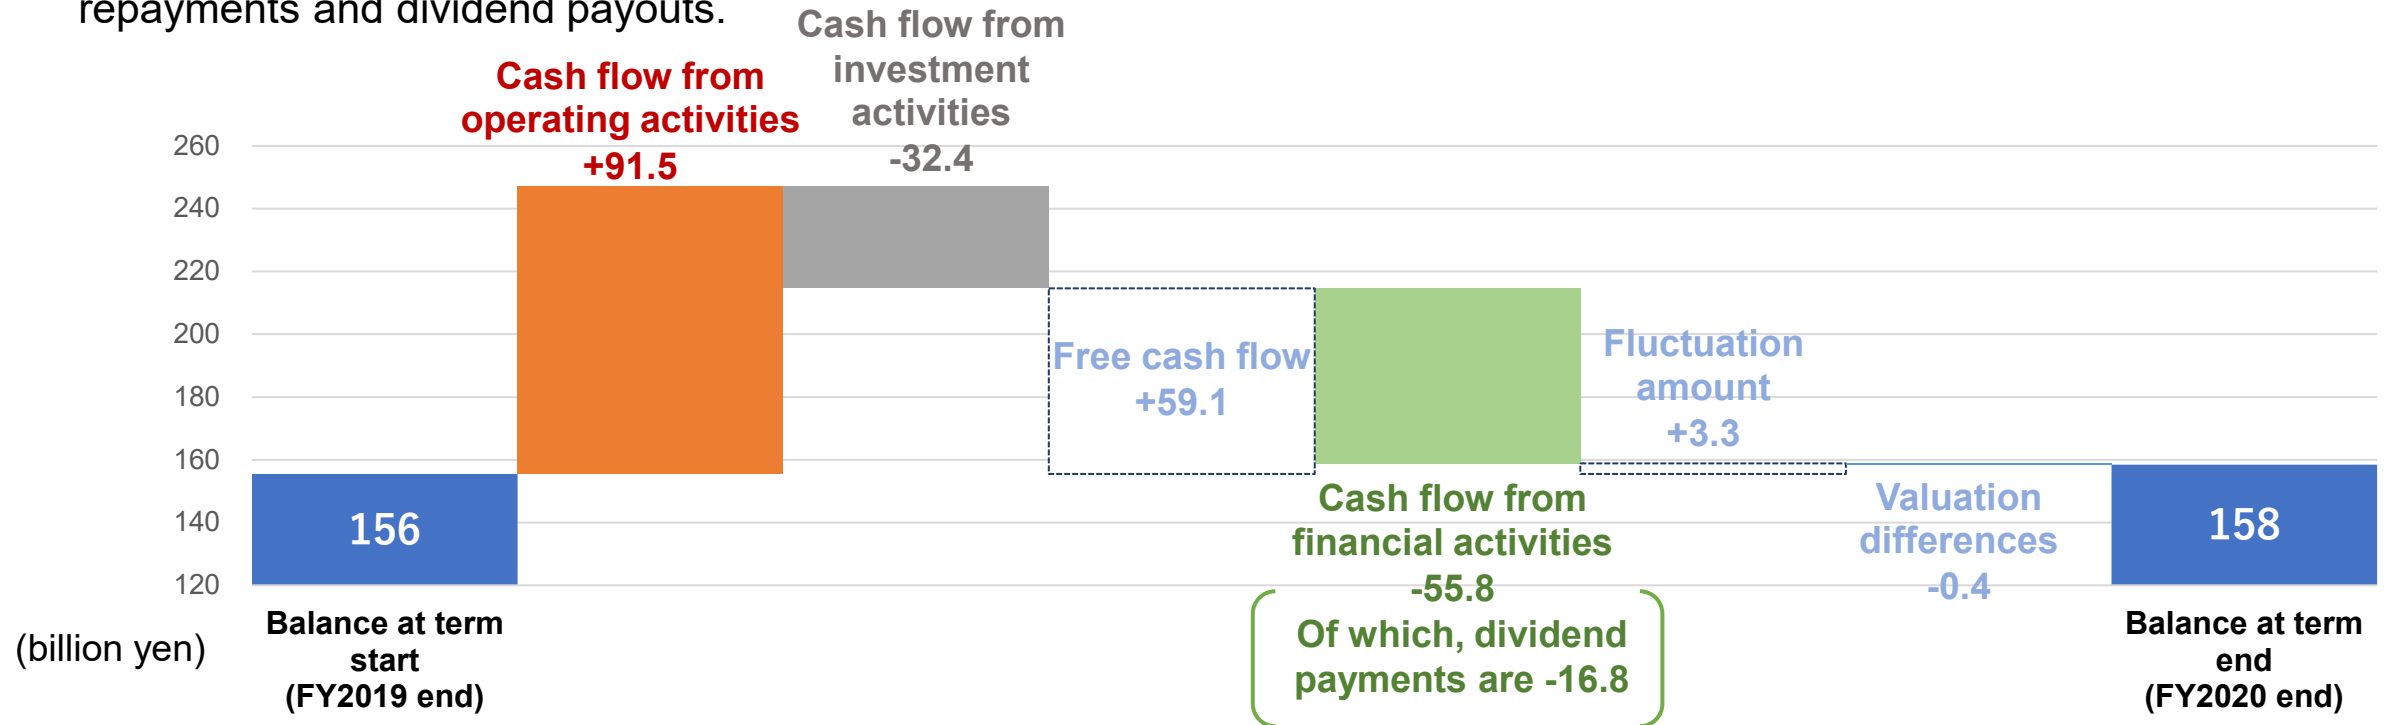 repayments and dividend payouts.
Cash flow from
investment
activities
-32.4
Cash flow from
operating activities
+91.5
260
240
220
200
180
160
140
120
Free cash flow
+59.1
Fluctuation
amount
+3.3
156
Cash flow from
financial activities
-55.8
Of which, dividend
payments are -16.8
Valuation
differences
-0.4
158
(billion yen)
Balance at term
start
(FY2019 end)
Balance at term
end
(FY2020 end)